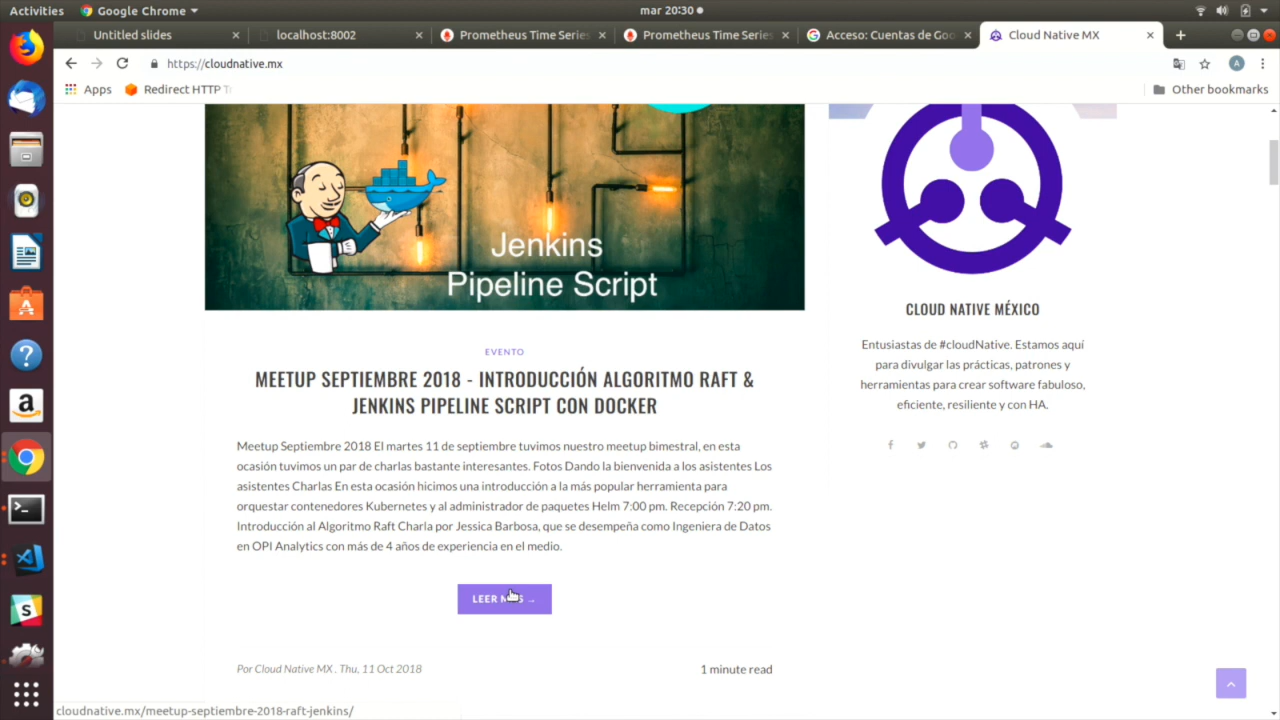 Activities
Google Chrome
mar 20:30
Untitled slides
localhost:8002
Prometheus Time Series
Prometheus Time Series
Acceso: Cuentas de Goo
Cloud Native MX
https://cloudnative.mx
A
Apps
Redirect HTTP T
Other bookmarks
Jenkins
Pipeline Script
EVENTO
MEETUP SEPTIEMBRE 2018 - INTRODUCCIÓN ALGORITMO RAFT &
JENKINS PIPELINE SCRIPT CON DOCKER
Meetup Septiembre 2018 El martes 11 de septiembre tuvimos nuestro meetup bimestral, en esta
ocasión tuvimos un par de charlas bastante interesantes. Fotos Dando la bienvenida a los asistentes Los
asistentes Charlas En esta ocasión hicimos una introducción a la más popular herramienta para
orquestar contenedores Kubernetes y al administrador de paquetes Helm 7:00 pm. Recepción 7:20 pm.
Introducción al Algoritmo Raft Charla por Jessica Barbosa, que se desempeña como Ingeniera de Datos
en OPI Analytics con más de 4 años de experiencia en el medio.
LEER MÁS →
Por Cloud Native MX . Thu, 11 Oct 2018
1 minute read
CLOUD NATIVE MÉXICO
Entusiastas de #cloudNative. Estamos aquí
para divulgar las prácticas, patrones y
herramientas para crear software fabuloso,
eficiente, resiliente y con HA.
cloudnative.mx/meetup-septiembre-2018-raft-jenkins/